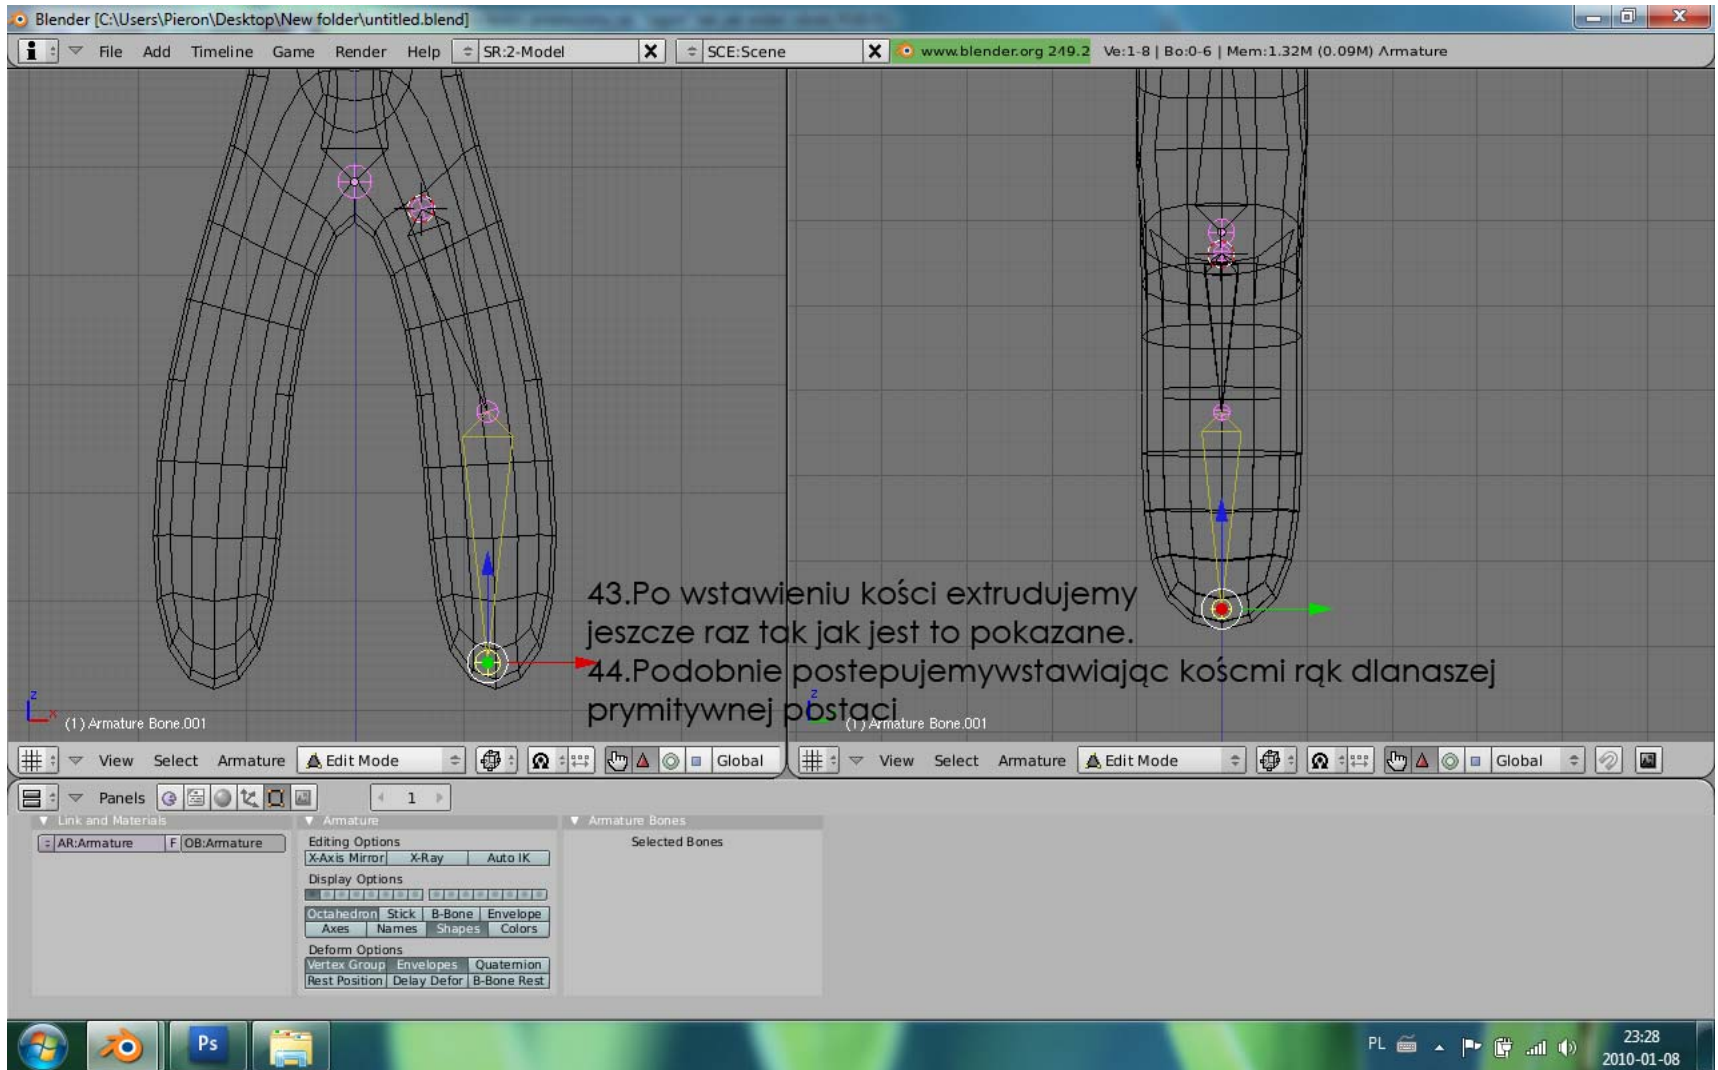 Blender [C:\Users\Pieron\Desktop\New folder\untitled.blend]
File Add Timeline Game Render Help SR:2-Model SCE:Scene www.blender.org 249.2 Ve:1-8 | Bo:0-6 | Mem:1.32M (0.09M) Armature
43.Po wstawieniu kości extrudujemy
jeszcze raz tak jak jest to pokazane.
44.Podobnie postepujemywstawiając koścmi rąk dlanaszej
prymitywnej postaci
z
x
(1) Armature Bone.001
z
(1) Armature Bone.001
View Select Armature Edit Mode Global
View Select Armature Edit Mode Global
Panels 1
Link and Materials
AR:Armature F OB:Armature
Armature
Editing Options
X-Axis Mirror X-Ray Auto IK
Display Options
Octahedron Stick B-Bone Envelope
Axes Names Shapes Colors
Deform Options
Vertex Group Envelopes Quaternion
Rest Position Delay Defor B-Bone Rest
Armature Bones
Selected Bones
Ps
PL
23:28
2010-01-08